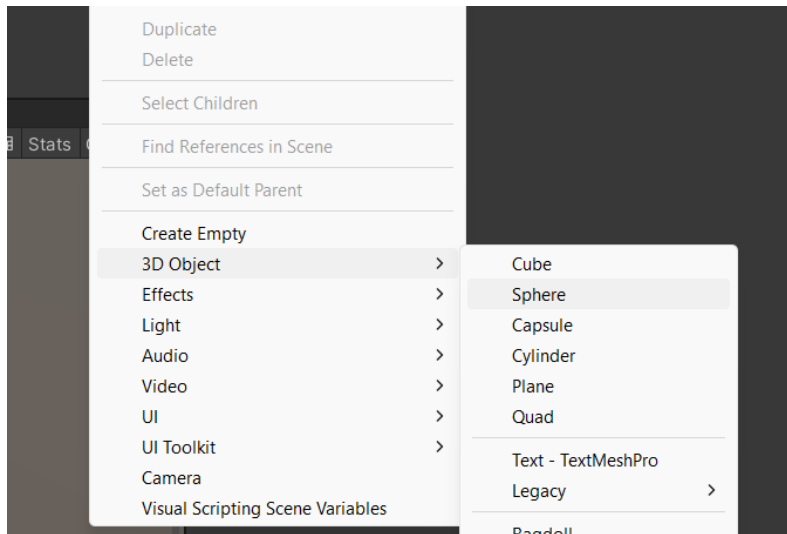 Duplicate
Delete
Select Children
Find References in Scene
Stats
Set as Default Parent
Create Empty
3D Object
Effects
Light
Audio
Video
UI
UI Toolkit
Camera
Visual Scripting Scene Variables
Cube
Sphere
Capsule
Cylinder
Plane
Quad
Text - TextMeshPro
Legacy
Ragdoll